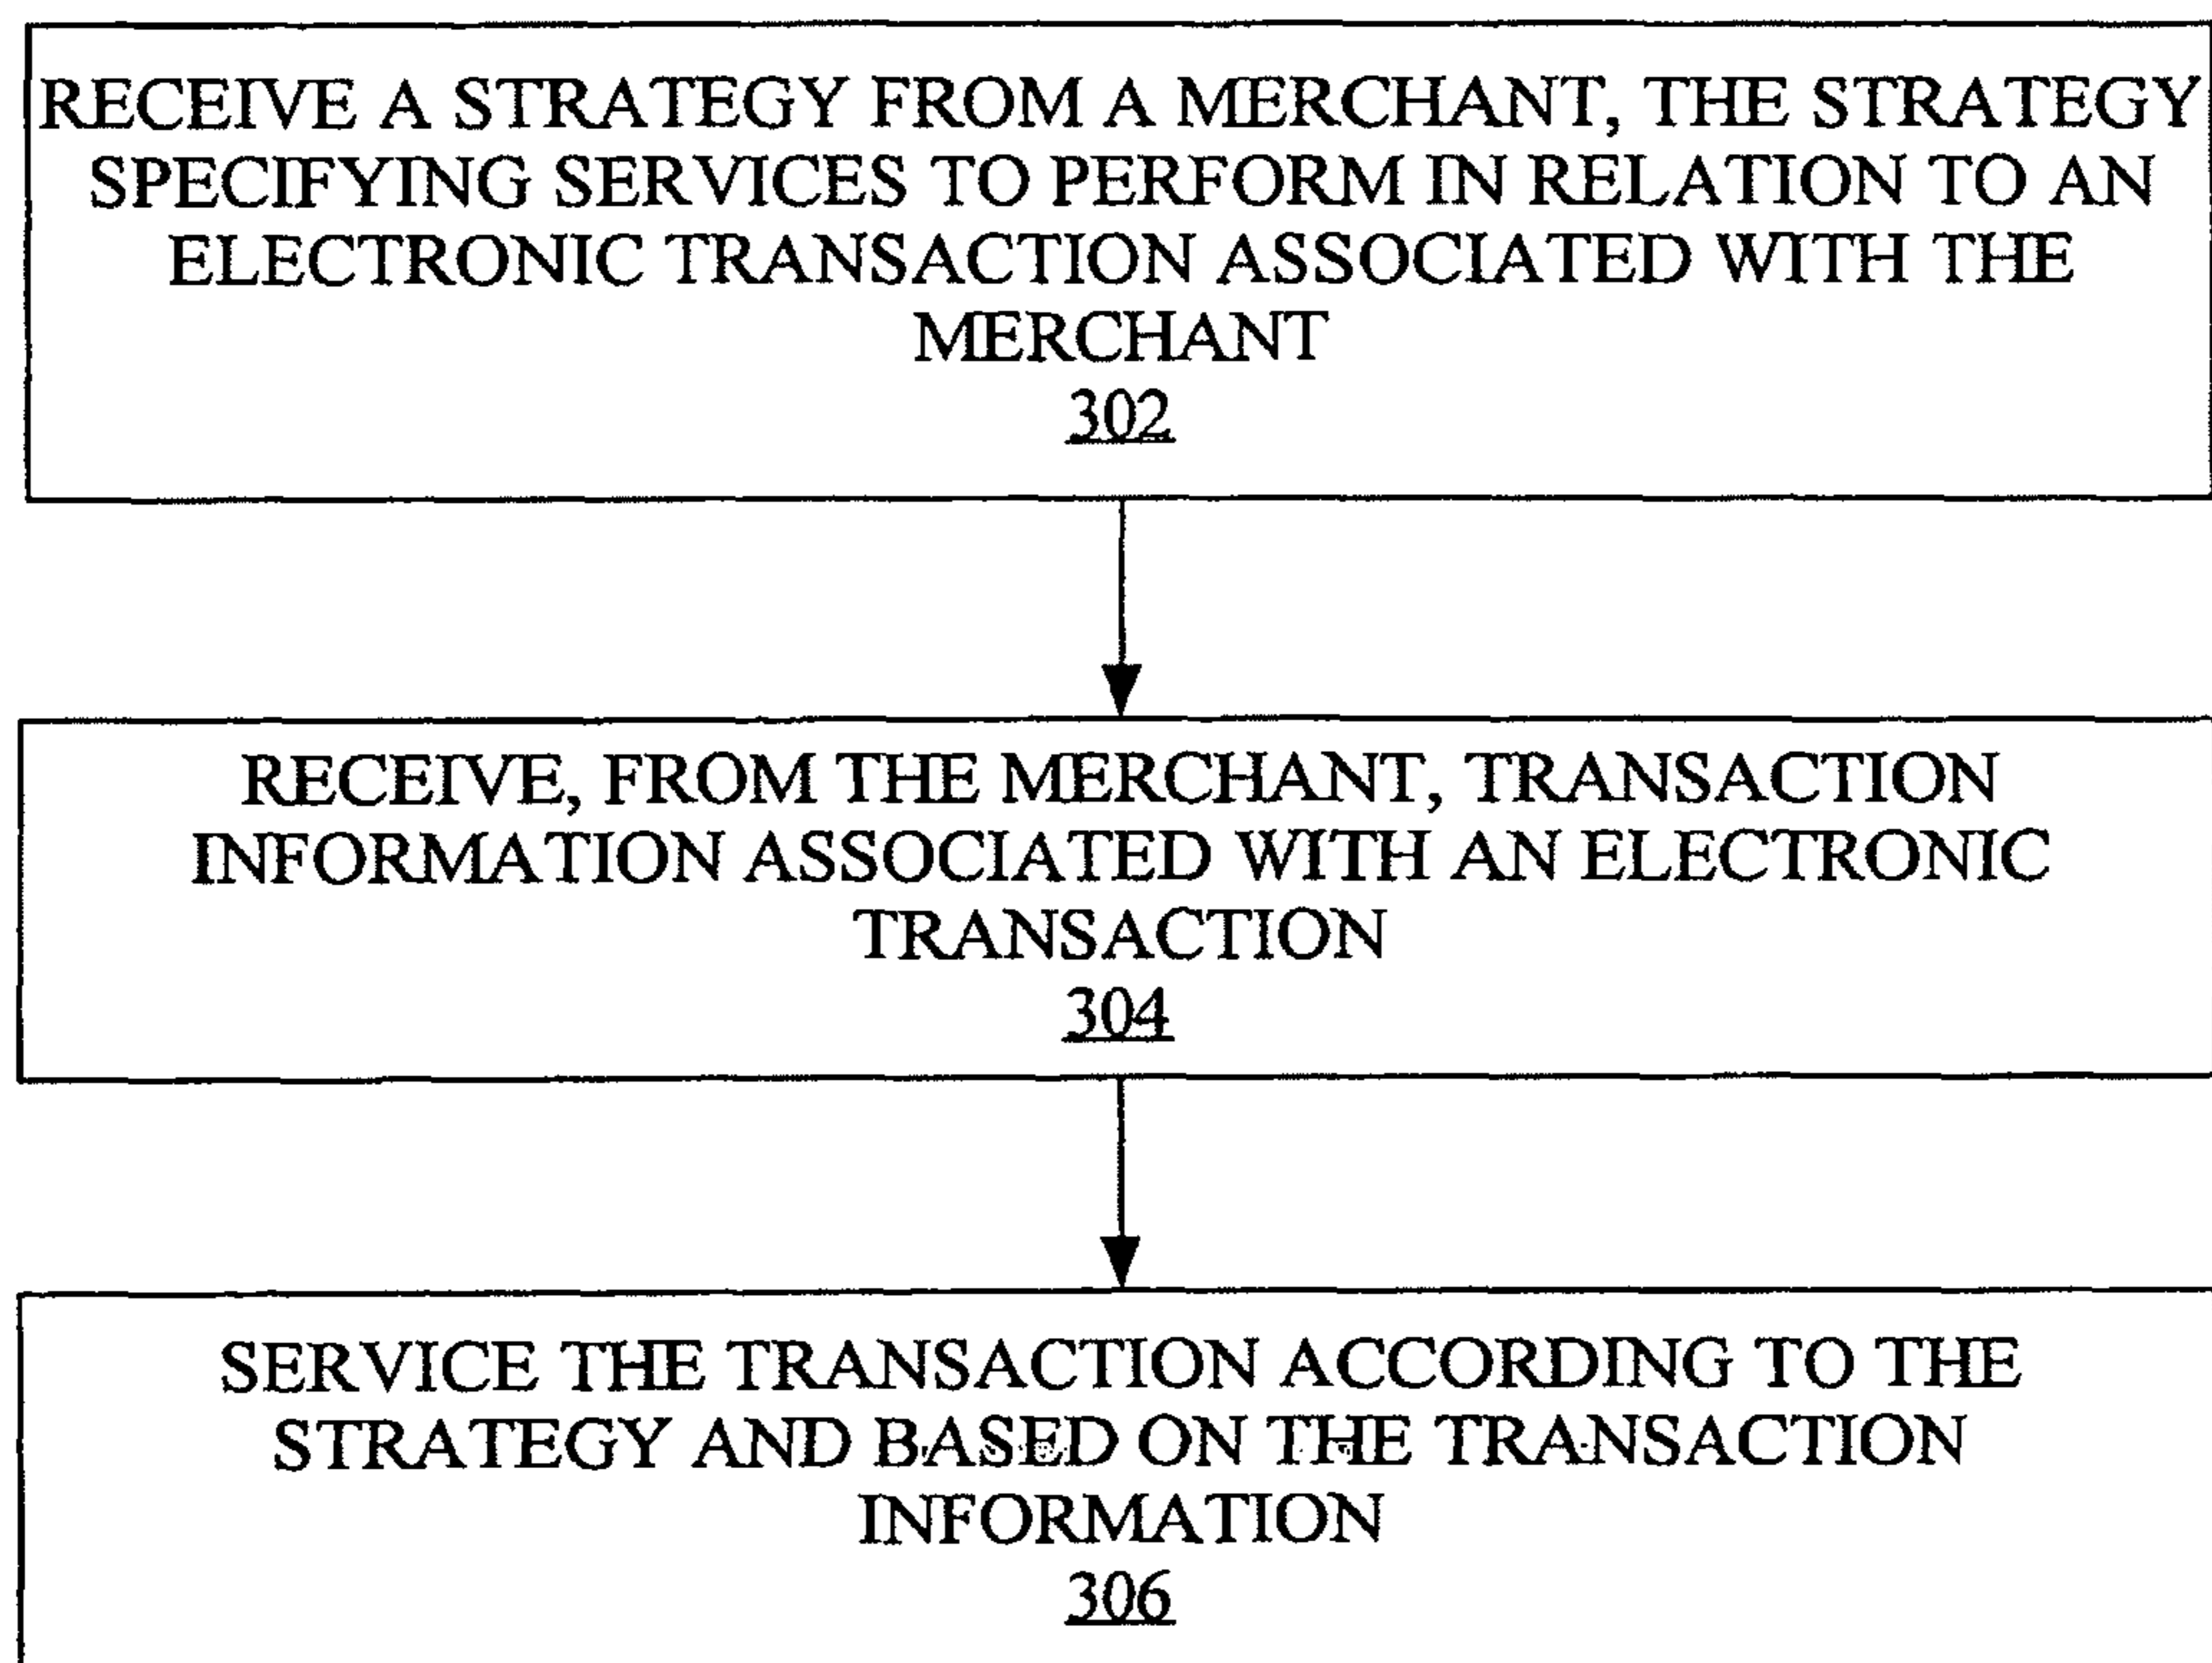 RECEIVE A STRATEGY FROM A MERCHANT, THE STRATEGY
SPECIFYING SERVICES TO PERFORM IN RELATION TO AN
ELECTRONIC TRANSACTION ASSOCIATED WITH THE
MERCHANT
302
RECEIVE, FROM THE MERCHANT, TRANSACTION
INFORMATION ASSOCIATED WITH AN ELECTRONIC
TRANSACTION
304
SERVICE THE TRANSACTION ACCORDING TO THE
STRATEGY AND BASED ON THE TRANSACTION
INFORMATION
306